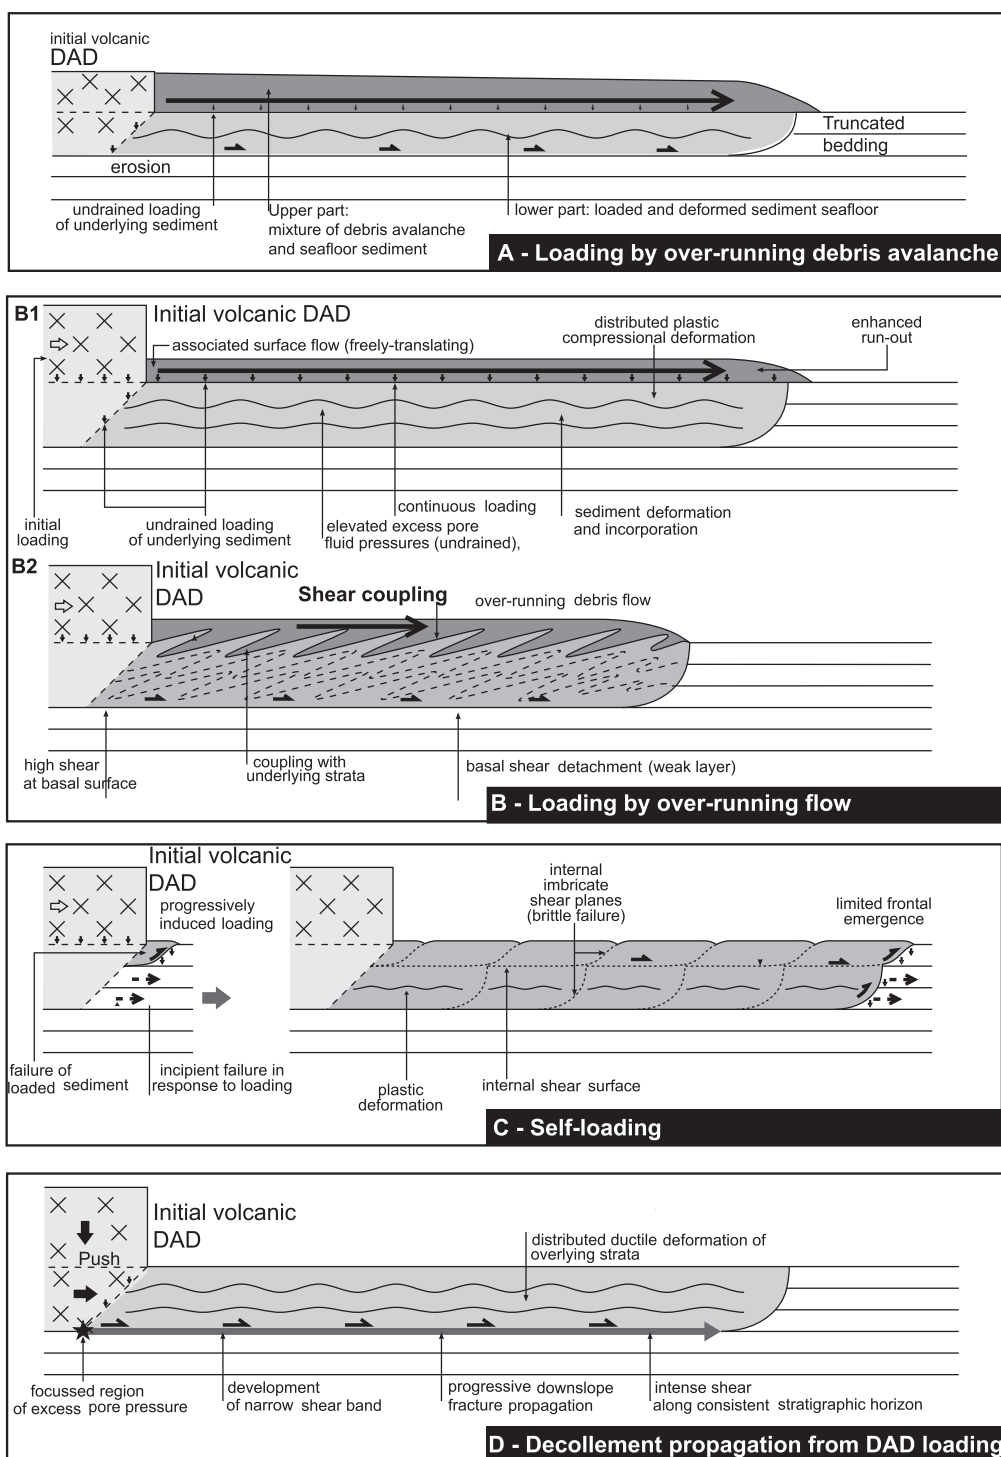 initial volcanic
DAD
Truncated
bedding
erosion
undrained loading
of underlying sediment
Upper part:
mixture of debris avalanche
and seafloor sediment
lower part: loaded and deformed sediment seafloor
A - Loading by over-running debris avalanche
B1
Initial volcanic DAD
associated surface flow (freely-translating)
distributed plastic
compressional deformation
enhanced
run-out
initial
loading
undrained loading
of underlying sediment
elevated excess pore
fluid pressures (undrained),
continuous loading
sediment deformation
and incorporation
B2
Initial volcanic
DAD
Shear coupling
over-running debris flow
high shear
at basal surface
coupling with
underlying strata
basal shear detachment (weak layer)
B - Loading by over-running flow
Initial volcanic
DAD
progressively
induced loading
internal
imbricate
shear planes
(brittle failure)
limited frontal
emergence
failure of
loaded sediment
incipient failure in
response to loading
plastic
deformation
internal shear surface
C - Self-loading
Initial volcanic
DAD
Push
distributed ductile deformation of
overlying strata
focussed region
of excess pore pressure
development
of narrow shear band
progressive downslope
fracture propagation
intense shear
along consistent stratigraphic horizon
D - Decollement propagation from DAD loading